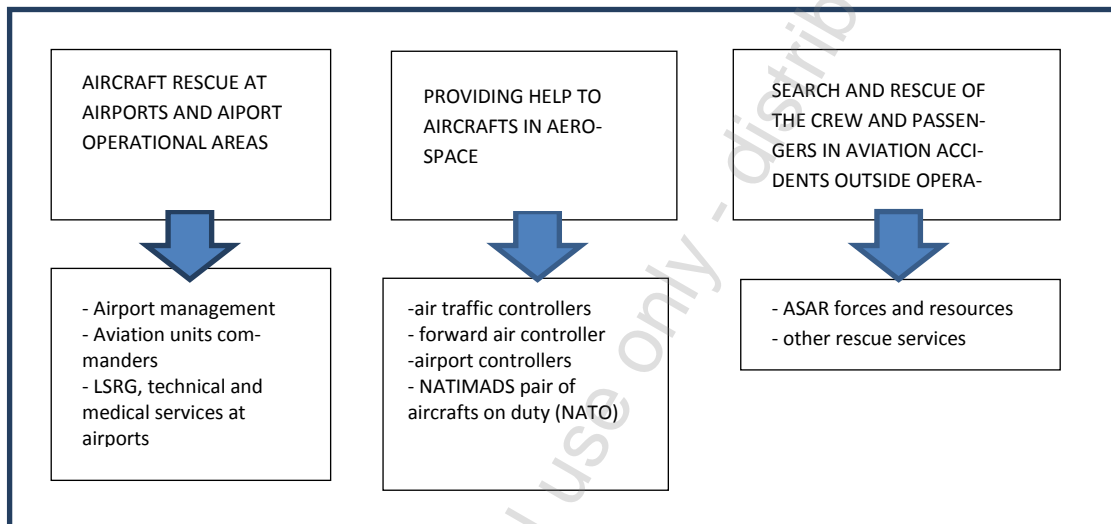 AIRCRAFT RESCUE AT
AIRPORTS AND AIPORT
OPERATIONAL AREAS
PROVIDING HELP TO
AIRCRAFTS IN AERO-
SPACE
SEARCH AND RESCUE OF
THE CREW AND PASSEN-
GERS IN AVIATION ACCI-
DENTS OUTSIDE OPERA-
- Airport management
- Aviation units com-
manders
- LSRG, technical and
medical services at
airports
-air traffic controllers
- forward air controller
-airport controllers
- NATIMADS pair of
aircrafts on duty (NATO)
- ASAR forces and resources
- other rescue services
use only - distrib